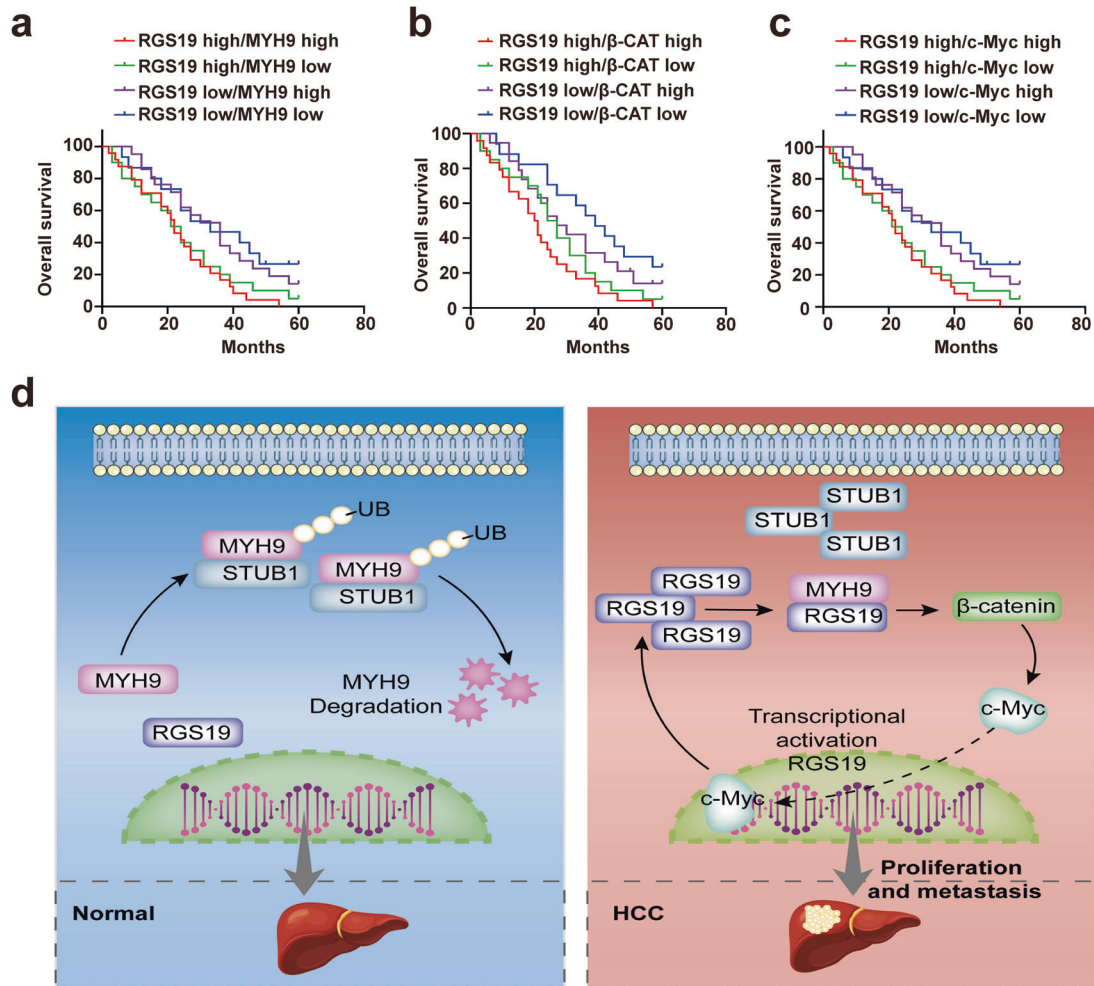 a
RGS19 high/MYH9 high
RGS19 high/MYH9 low
RGS19 low/MYH9 high
RGS19 low/MYH9 low
Overall survival
100
80
60
40
20
0
0 20 40 60 80
Months
b
RGS19 high/β-CAT high
RGS19 high/β-CAT low
RGS19 low/β-CAT high
RGS19 low/β-CAT low
Overall survival
100
80
60
40
20
0
0 20 40 60 80
Months
c
RGS19 high/c-Myc high
RGS19 high/c-Myc low
RGS19 low/c-Myc high
RGS19 low/c-Myc low
Overall survival
100
80
60
40
20
0
0 20 40 60 80
Months
d
UB
MYH9
STUB1
UB
MYH9
STUB1
MYH9
MYH9
Degradation
RGS19
Normal
STUB1
STUB1
STUB1
RGS19
RGS19
RGS19
MYH9
RGS19
β-catenin
c-Myc
Transcriptional
activation
RGS19
c-Myc
Proliferation
and metastasis
HCC